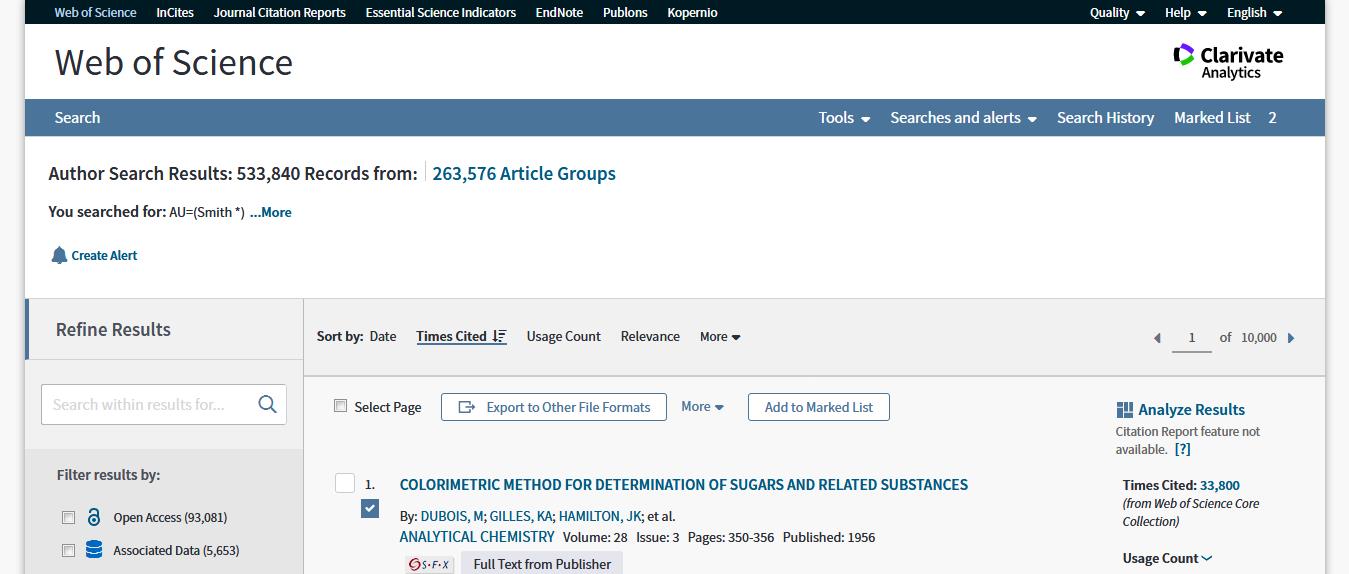 Web of Science InCites Journal Citation Reports Essential Science Indicators EndNote Publons Kopernio Quality Help English
Web of Science
Clarivate
Analytics
Search Tools Searches and alerts Search History Marked List 2
Author Search Results: 533,840 Records from: 263,576 Article Groups
You searched for: AU=(Smith *) ...More
Create Alert
Refine Results
Sort by: Date Times Cited Usage Count Relevance More 1 of 10,000
Search within results for...
Select Page Export to Other File Formats More Add to Marked List
Analyze Results
Citation Report feature not
available. [?]
Filter results by:
Open Access (93,081)
Associated Data (5,653)
1. COLORIMETRIC METHOD FOR DETERMINATION OF SUGARS AND RELATED SUBSTANCES
By: DUBOIS, M; GILLES, KA; HAMILTON, JK; et al.
ANALYTICAL CHEMISTRY Volume: 28 Issue: 3 Pages: 350-356 Published: 1956
S·F·X Full Text from Publisher
Times Cited: 33,800
(from Web of Science Core
Collection)
Usage Count